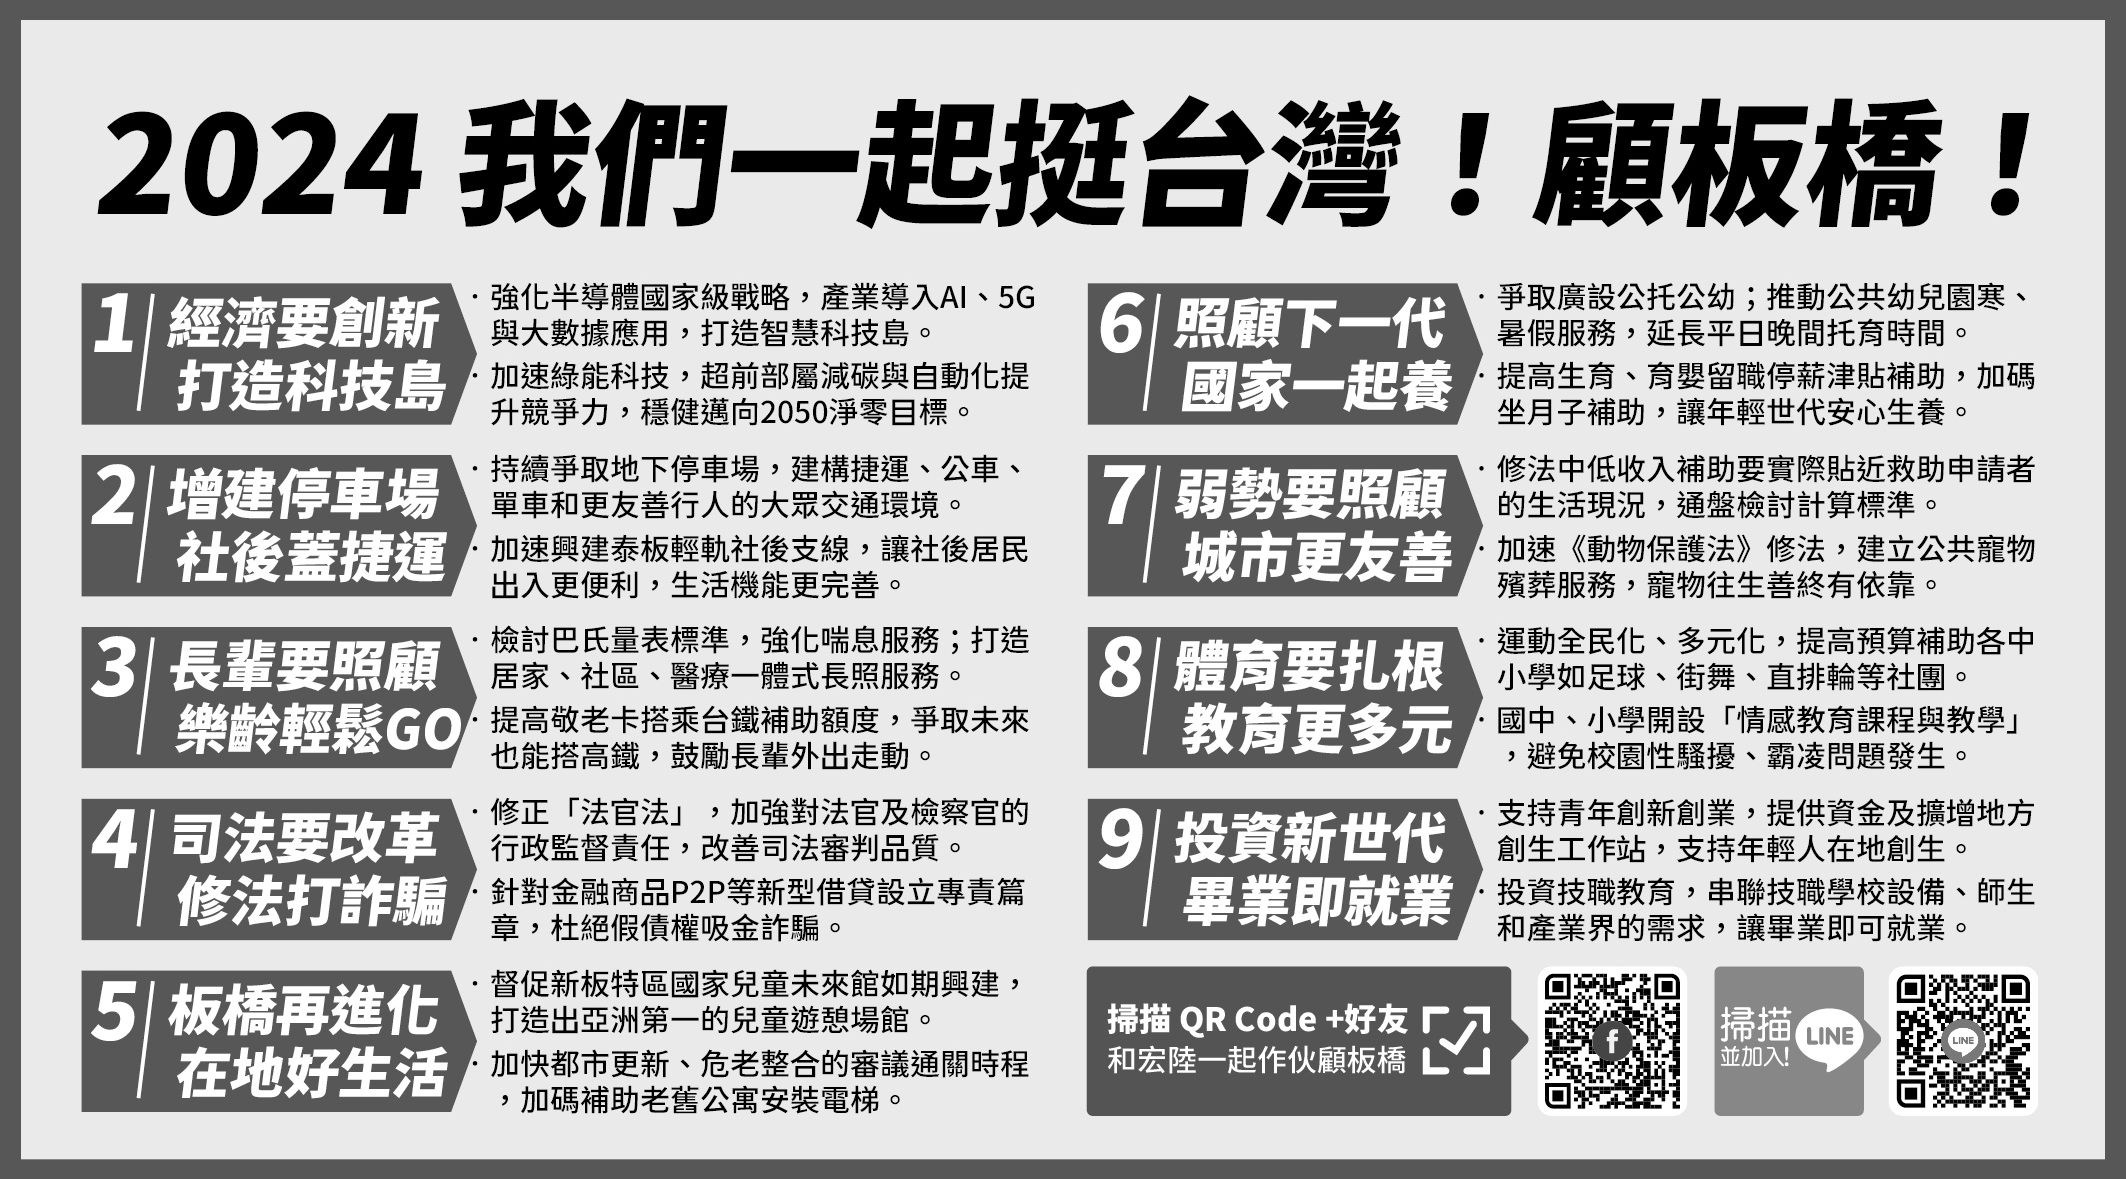 2024 我們一起挺台灣！顧板橋！
1
經濟要創新
打造科技島
· 強化半導體國家級戰略，產業導入AI、5G
與大數據應用，打造智慧科技島。
· 加速綠能科技，超前部屬減碳與自動化提
升競爭力，穩健邁向2050淨零目標。
2
增建停車場
社後蓋捷運
· 持續爭取地下停車場，建構捷運、公車、
單車和更友善行人的大眾交通環境。
· 加速興建泰板輕軌社後支線，讓社後居民
出入更便利，生活機能更完善。
3
長輩要照顧
樂齡輕鬆GO
· 檢討巴氏量表標準，強化喘息服務；打造
居家、社區、醫療一體式長照服務。
· 提高敬老卡搭乘台鐵補助額度，爭取未來
也能搭高鐵，鼓勵長輩外出走動。
4
司法要改革
修法打詐騙
· 修正「法官法」，加強對法官及檢察官的
行政監督責任，改善司法審判品質。
· 針對金融商品P2P等新型借貸設立專責篇
章，杜絕假債權吸金詐騙。
5
板橋再進化
在地好生活
· 督促新板特區國家兒童未來館如期興建，
打造出亞洲第一的兒童遊憩場館。
· 加快都市更新、危老整合的審議通關時程
，加碼補助老舊公寓安裝電梯。
6
照顧下一代
國家一起養
· 爭取廣設公托公幼；推動公共幼兒園寒、
暑假服務，延長平日晚間托育時間。
· 提高生育、育嬰留職停薪津貼補助，加碼
坐月子補助，讓年輕世代安心生養。
7
弱勢要照顧
城市更友善
· 修法中低收入補助要實際貼近救助申請者
的生活現況，通盤檢討計算標準。
· 加速《動物保護法》修法，建立公共寵物
殯葬服務，寵物往生善終有依靠。
8
體育要扎根
教育更多元
· 運動全民化、多元化，提高預算補助各中
小學如足球、街舞、直排輪等社團。
· 國中、小學開設「情感教育課程與教學」
，避免校園性騷擾、霸凌問題發生。
9
投資新世代
畢業即就業
· 支持青年創新創業，提供資金及擴增地方
創生工作站，支持年輕人在地創生。
· 投資技職教育，串聯技職學校設備、師生
和產業界的需求，讓畢業即可就業。
掃描 QR Code +好友
和宏陸一起作伙顧板橋
f
掃描
並加入!
LINE
LINE